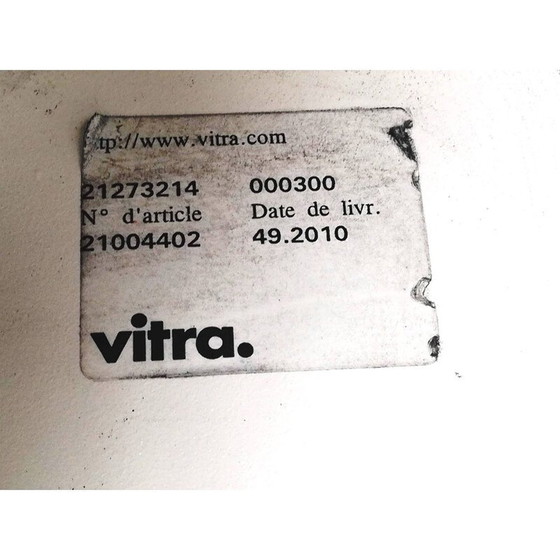 tp://www.vitra.com
21273214 000300
N° d'article Date de livr.
21004402 49.2010
vitra.